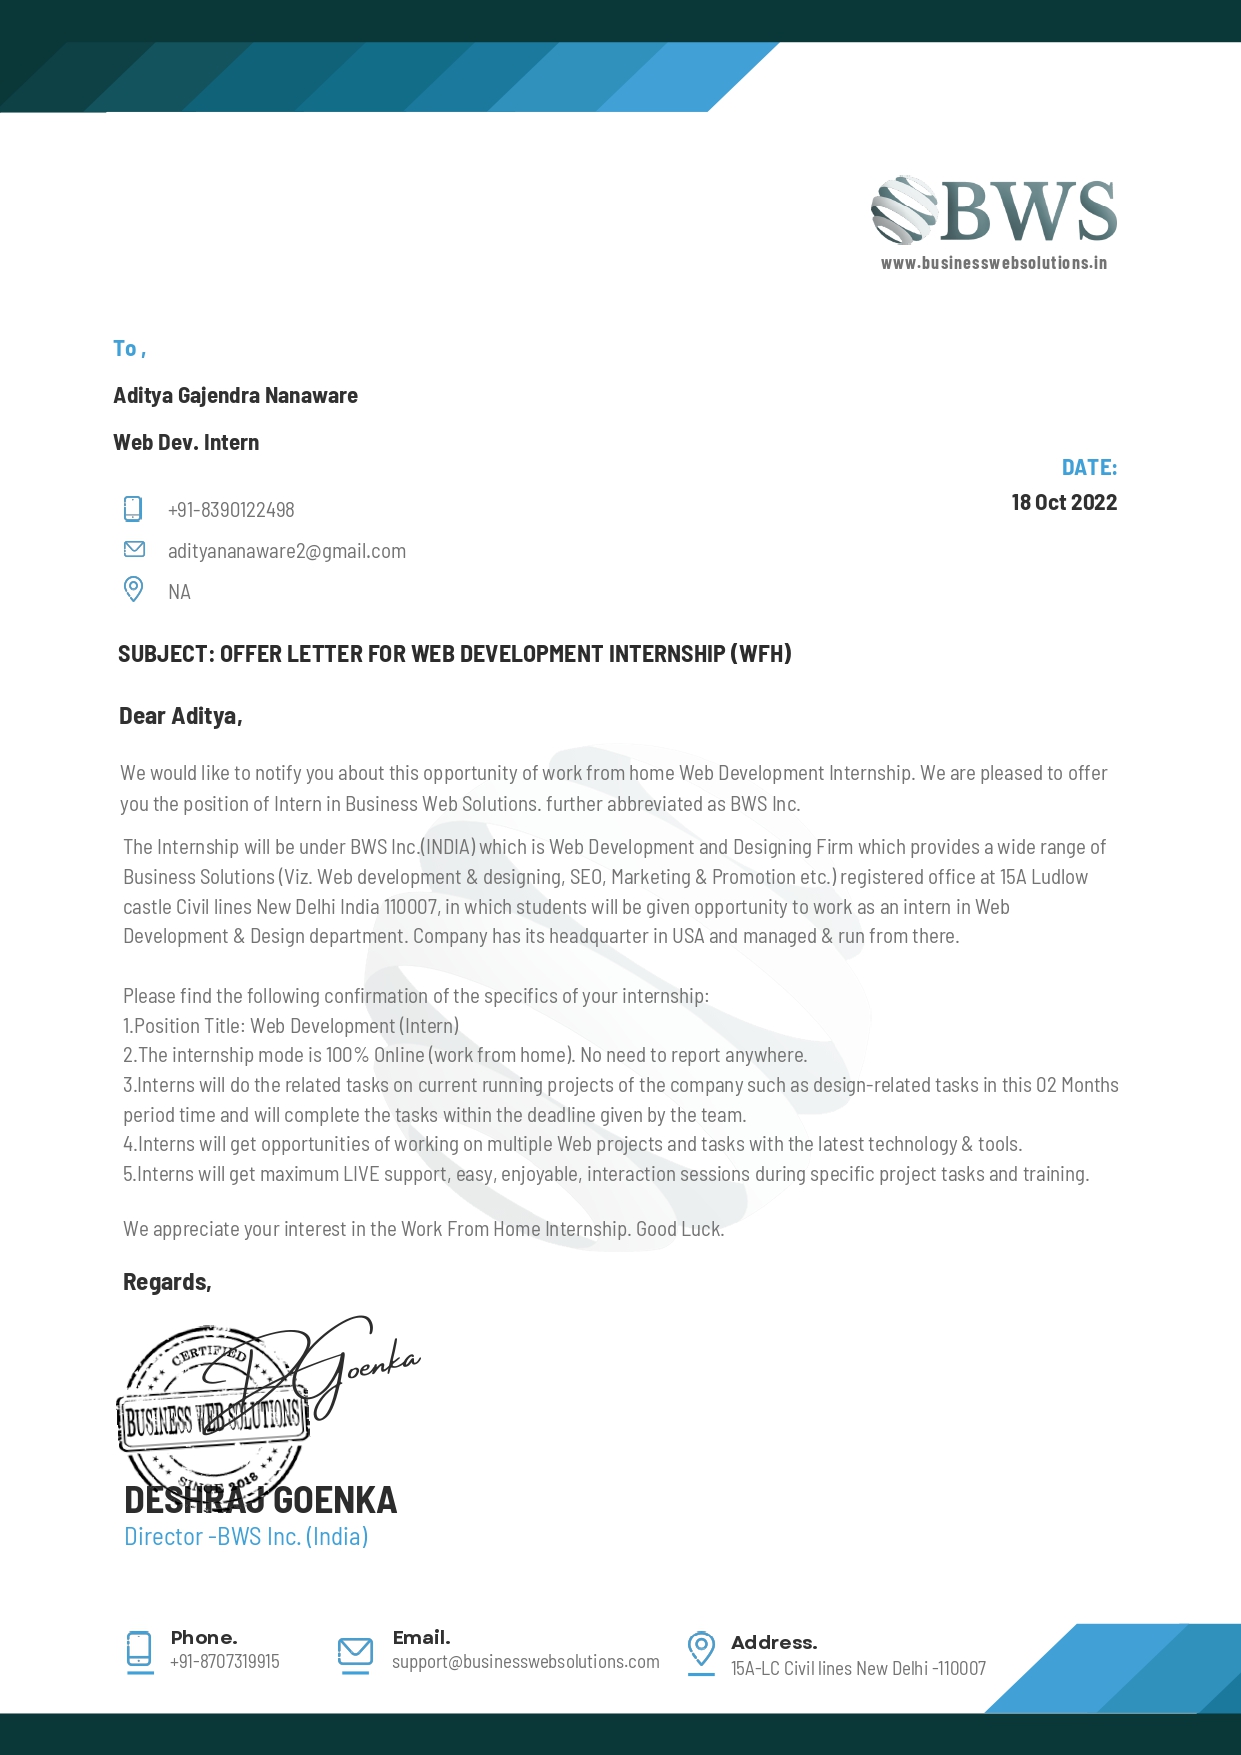 BWS
www.businesswebsolutions.in
To ,
Aditya Gajendra Nanaware
Web Dev. Intern
DATE:
18 Oct 2022
+91-8390122498
adityananaware2@gmail.com
NA
SUBJECT: OFFER LETTER FOR WEB DEVELOPMENT INTERNSHIP (WFH)
Dear Aditya,
We would like to notify you about this opportunity of work from home Web Development Internship. We are pleased to offer
you the position of Intern in Business Web Solutions. further abbreviated as BWS Inc.
The Internship will be under BWS Inc.(INDIA) which is Web Development and Designing Firm which provides a wide range of
Business Solutions (Viz. Web development & designing, SEO, Marketing & Promotion etc.) registered office at 15A Ludlow
castle Civil lines New Delhi India 110007, in which students will be given opportunity to work as an intern in Web
Development & Design department. Company has its headquarter in USA and managed & run from there.
Please find the following confirmation of the specifics of your internship:
1.Position Title: Web Development (Intern)
2.The internship mode is 100% Online (work from home). No need to report anywhere.
3.Interns will do the related tasks on current running projects of the company such as design-related tasks in this 02 Months
period time and will complete the tasks within the deadline given by the team.
4.Interns will get opportunities of working on multiple Web projects and tasks with the latest technology & tools.
5.Interns will get maximum LIVE support, easy, enjoyable, interaction sessions during specific project tasks and training.
We appreciate your interest in the Work From Home Internship. Good Luck.
Regards,
CERTIFIED
DGoenka
BUSINESS WEB SOLUTIONS
SINCE 2018
DESHRAJ GOENKA
Director -BWS Inc. (India)
Phone.
+91-8707319915
Email.
support@businesswebsolutions.com
Address.
15A-LC Civil lines New Delhi -110007